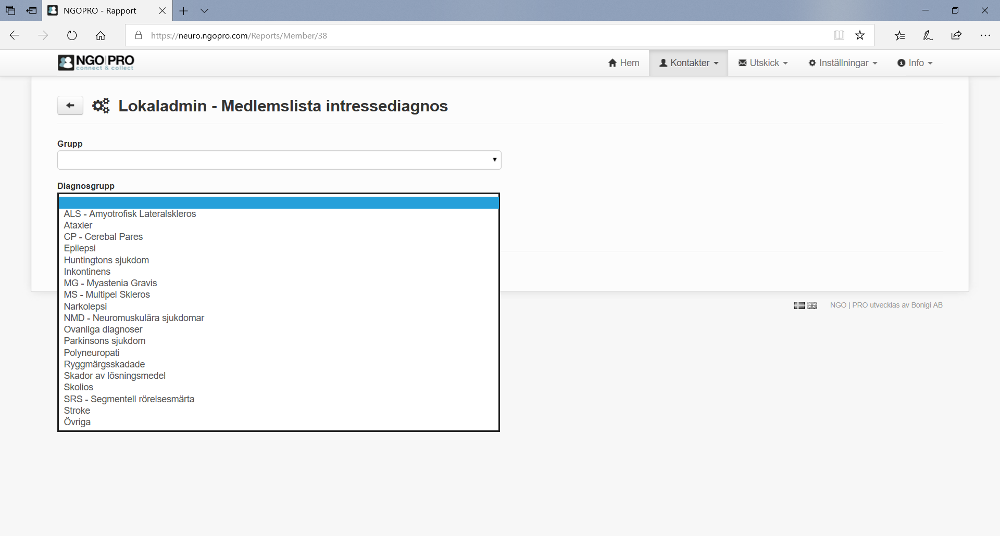 NGOPRO - Rapport
https://neuro.ngopro.com/Reports/Member/38
NGO|PRO
connect & collect
Hem
Kontakter
Utskick
Inställningar
Info
Lokaladmin - Medlemslista intressediagnos
Grupp
Diagnosgrupp
ALS - Amyotrofisk Lateralskleros
Ataxier
CP - Cerebal Pares
Epilepsi
Huntingtons sjukdom
Inkontinens
MG - Myastenia Gravis
MS - Multipel Skleros
Narkolepsi
NMD - Neuromuskulära sjukdomar
Ovanliga diagnoser
Parkinsons sjukdom
Polyneuropati
Ryggmärgsskadade
Skador av lösningsmedel
Skolios
SRS - Segmentell rörelsesmärta
Stroke
Övriga
NGO | PRO utvecklas av Bonigi AB